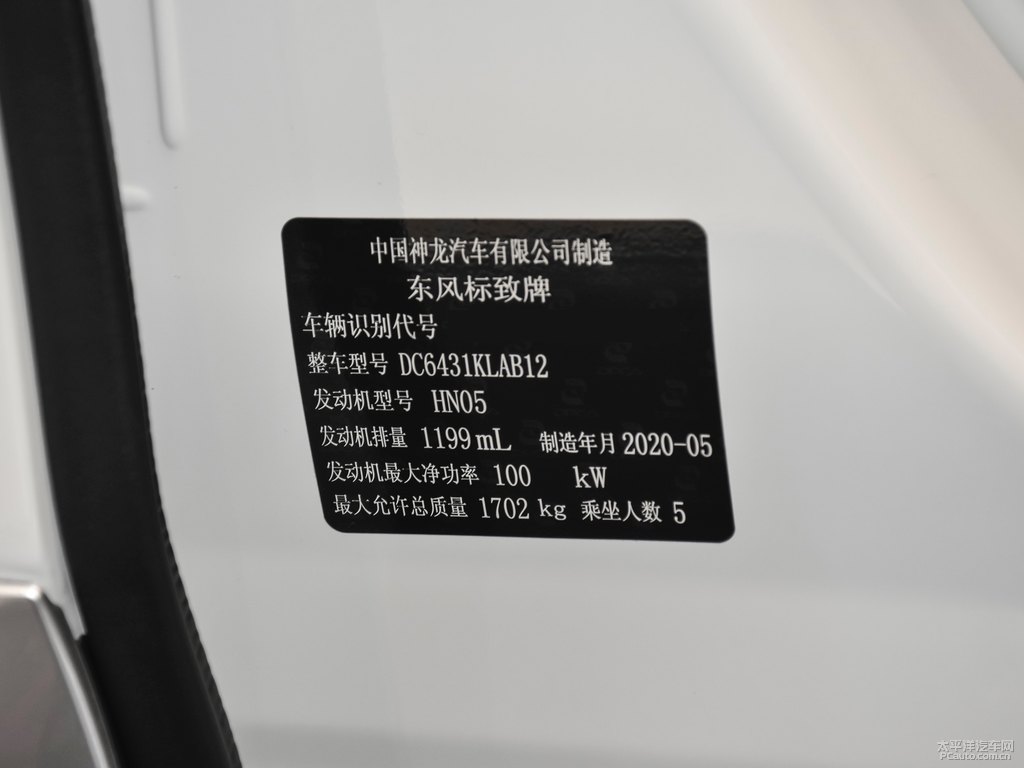 中国神龙汽车有限公司制造
东风标致牌
车辆识别代号
整车型号 DC6431KLAB12
发动机型号 HN05
发动机排量 1199 mL 制造年月 2020-05
发动机最大净功率 100 kW
最大允许总质量 1702 kg 乘坐人数 5
太平洋汽车网
PCauto.com.cn